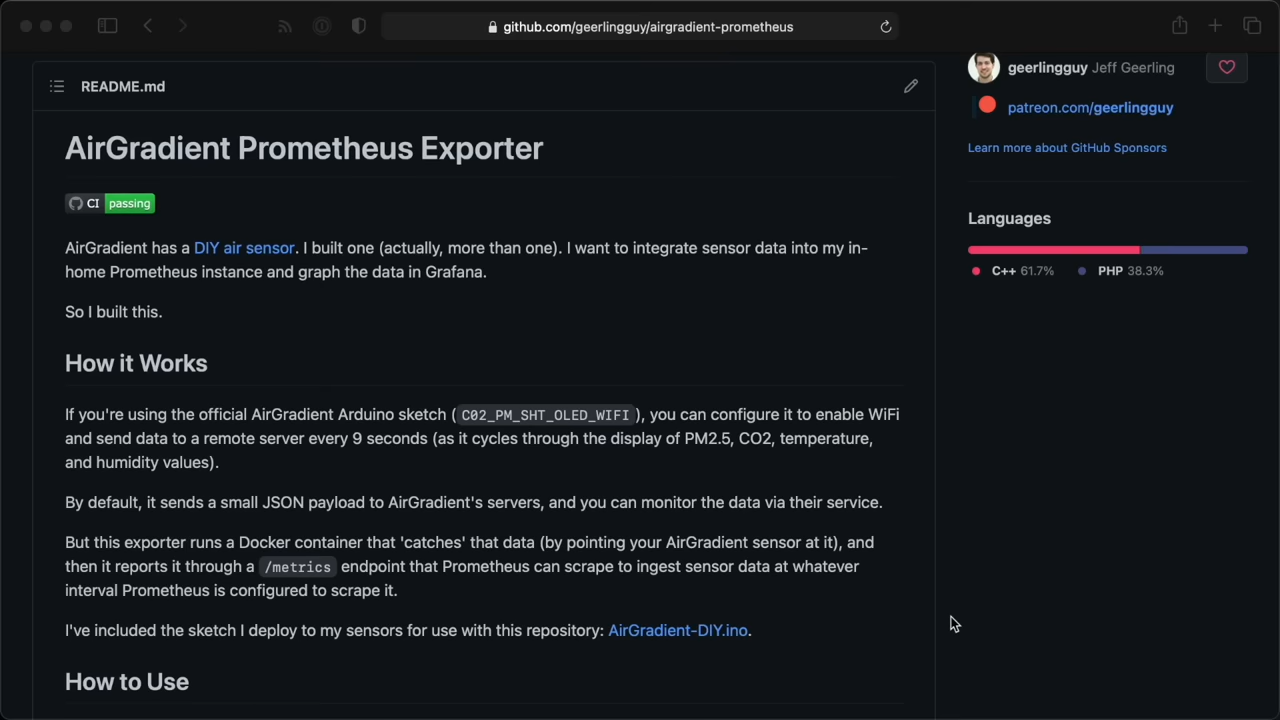 github.com/geerlingguy/airgradient-prometheus
README.md
AirGradient Prometheus Exporter
CI passing
AirGradient has a DIY air sensor. I built one (actually, more than one). I want to integrate sensor data into my in-
home Prometheus instance and graph the data in Grafana.
So I built this.
How it Works
If you're using the official AirGradient Arduino sketch (C02_PM_SHT_OLED_WIFI), you can configure it to enable WiFi
and send data to a remote server every 9 seconds (as it cycles through the display of PM2.5, CO2, temperature,
and humidity values).
By default, it sends a small JSON payload to AirGradient's servers, and you can monitor the data via their service.
But this exporter runs a Docker container that 'catches' that data (by pointing your AirGradient sensor at it), and
then it reports it through a /metrics endpoint that Prometheus can scrape to ingest sensor data at whatever
interval Prometheus is configured to scrape it.
I've included the sketch I deploy to my sensors for use with this repository: AirGradient-DIY.ino.
How to Use
geerlingguy Jeff Geerling
patreon.com/geerlingguy
Learn more about GitHub Sponsors
Languages
C++ 61.7% PHP 38.3%